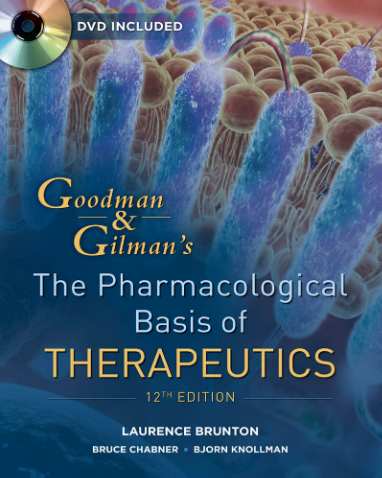 DVD INCLUDED
Goodman
&
Gilman's
The Pharmacological
Basis of
THERAPEUTICS
12TH EDITION
LAURENCE BRUNTON
BRUCE CHABNER ▪ BJORN KNOLLMAN